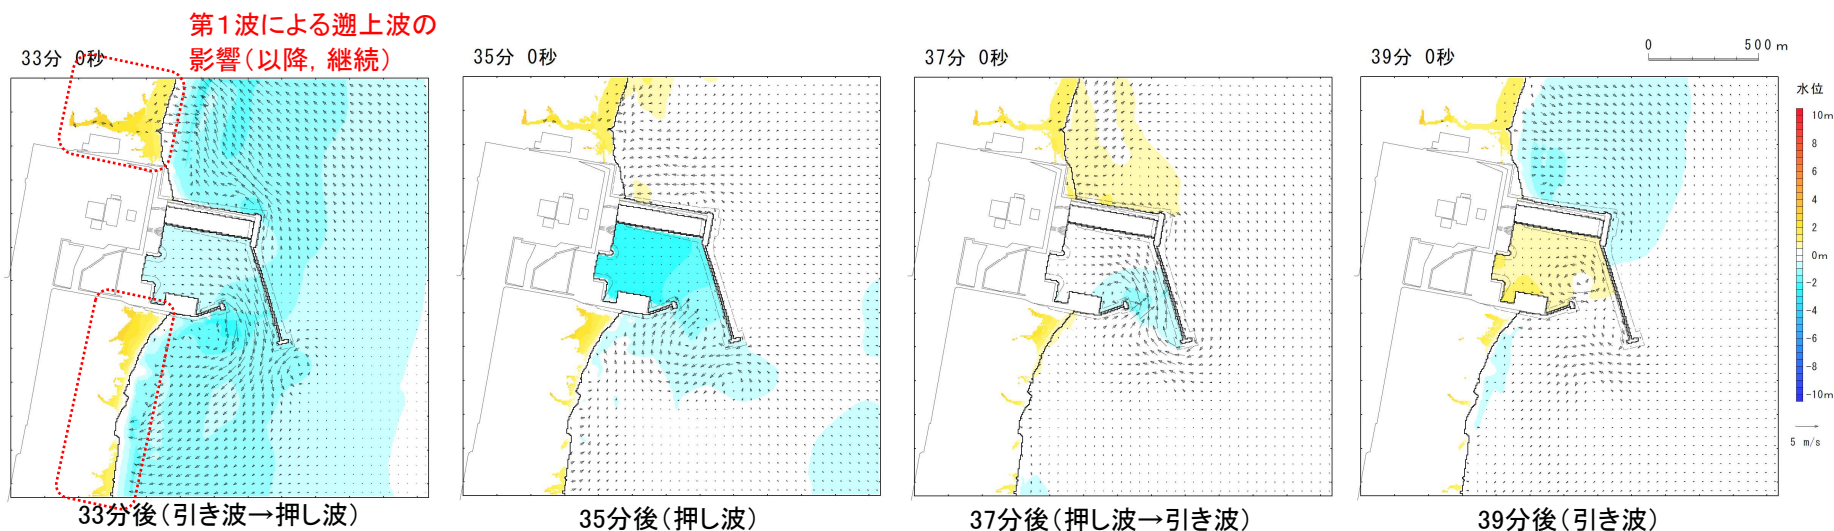 第1波による遡上波の
影響(以降, 継続)
33分 0秒
35分 0秒
37分 0秒
39分 0秒
0 500m
水位
10m
8
6
4
2
0m
-2
-4
-6
-8
-10m
5 m/s
33分後(引き波→押し波)
35分後(押し波)
37分後(押し波→引き波)
39分後(引き波)